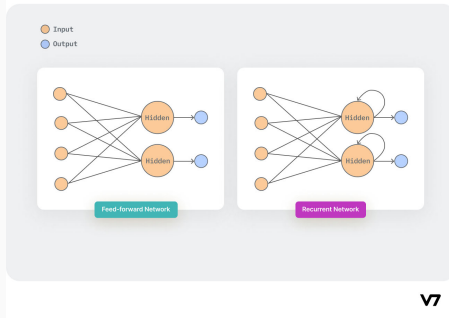 Input
Output
Hidden
Hidden
Feed-forward Network
Hidden
Hidden
Recurrent Network
V7